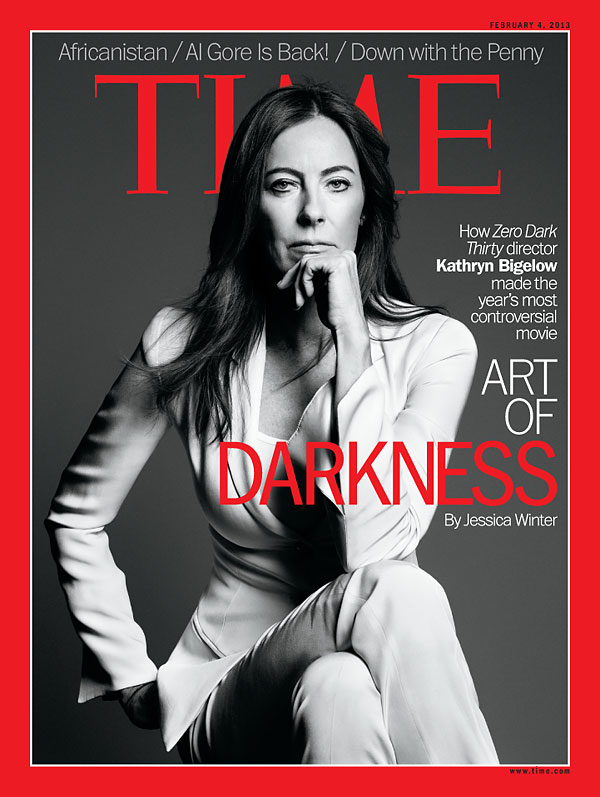 FEBRUARY 4, 2013
Africanistan / Al Gore Is Back! / Down with the Penny
TIME
How Zero Dark
Thirty director
Kathryn Bigelow
made the
year's most
controversial
movie
ART
OF
DARKNESS
By Jessica Winter
www.time.com